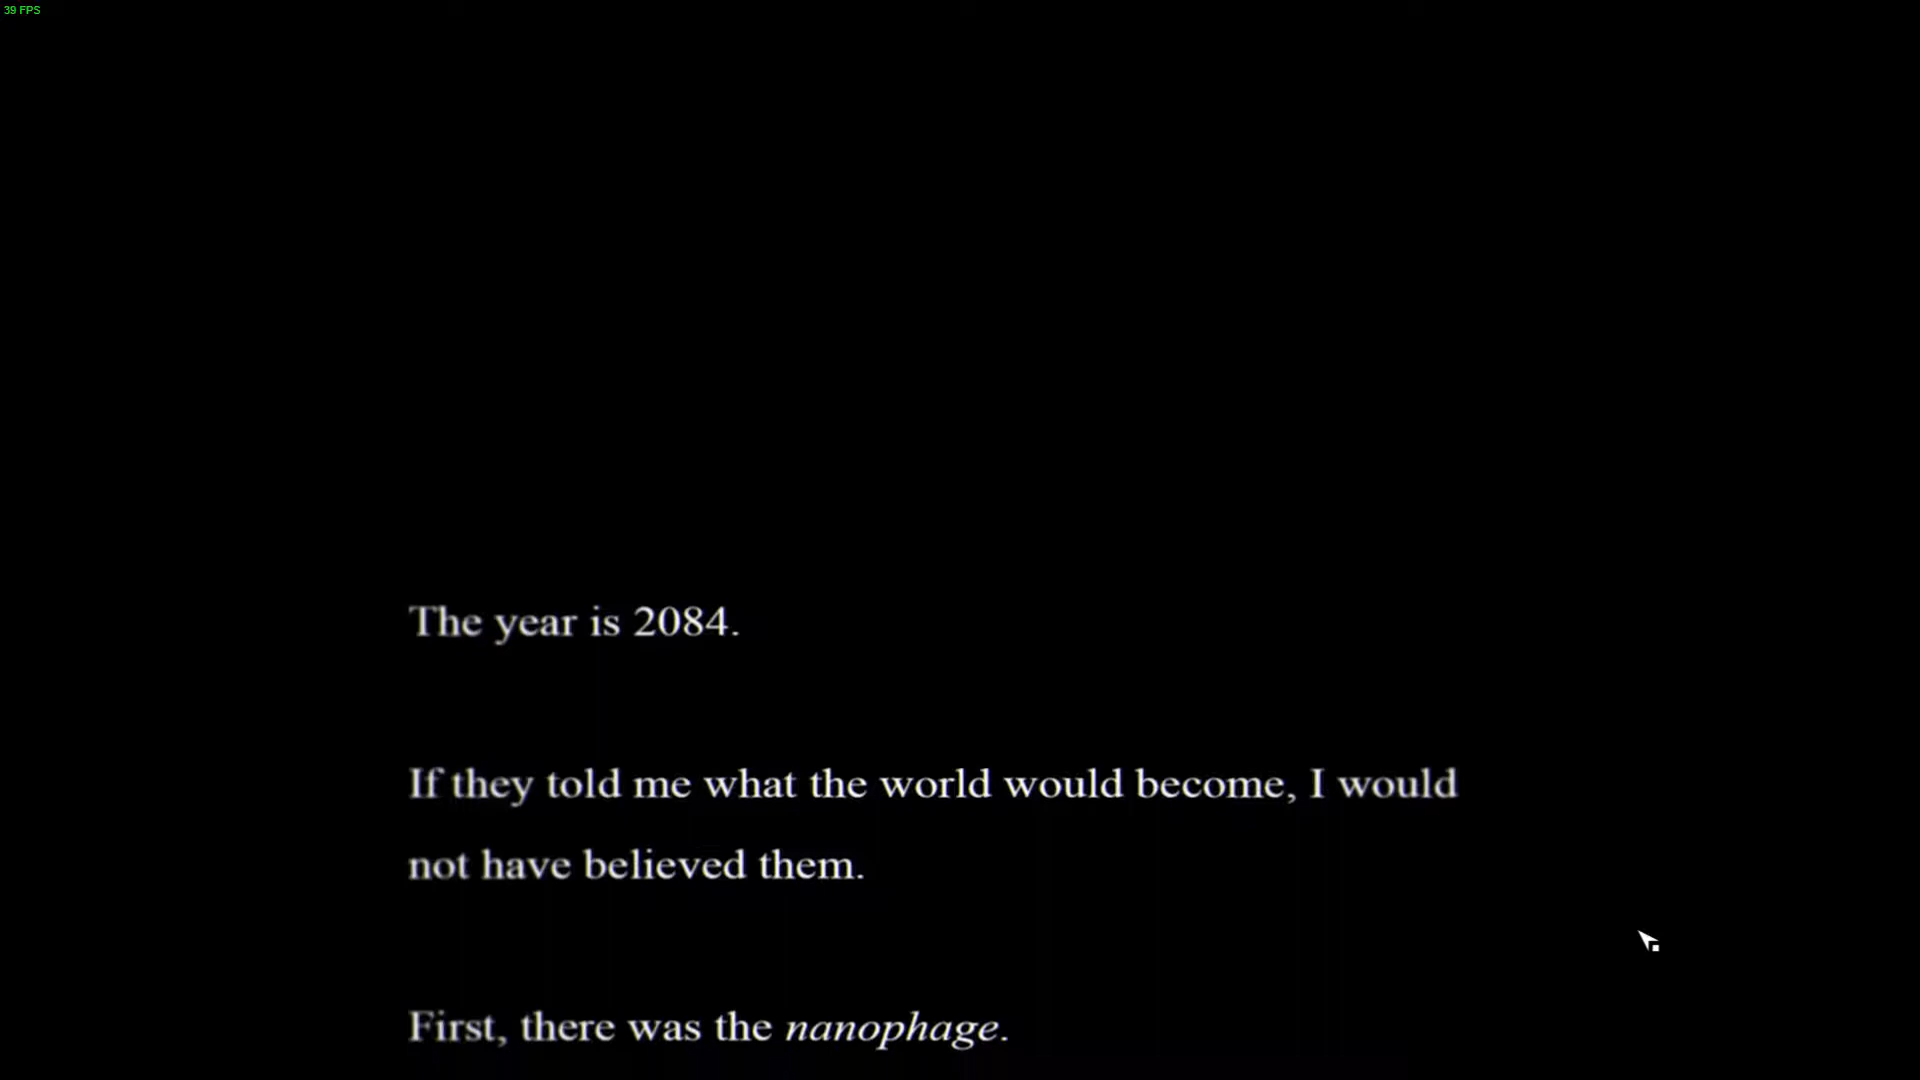 39 FPS
The year is 2084.
If they told me what the world would become, I would
not have believed them.
First, there was the nanophage.